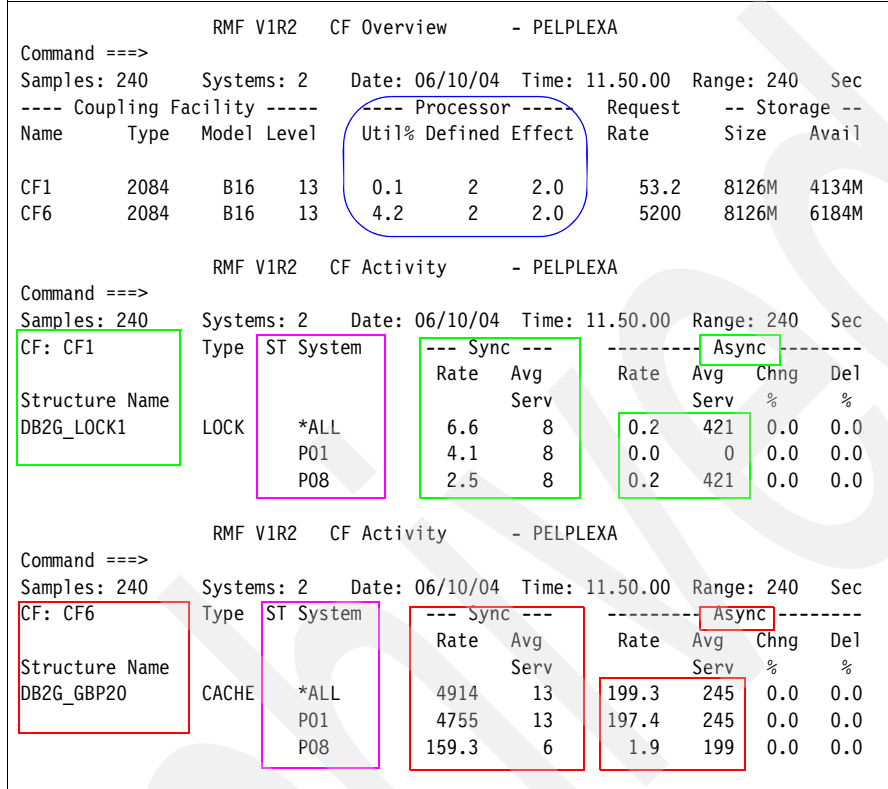 RMF V1R2   CF Overview       - PELPLEXA
Command ===>
Samples: 240     Systems: 2    Date: 06/10/04  Time: 11.50.00  Range: 240   Sec
---- Coupling Facility -----    ---- Processor -----   Request    -- Storage --
Name      Type   Model Level    Util% Defined Effect   Rate       Size    Avail
CF1       2084    B16   13       0.1     2     2.0       53.2     8126M   4134M
CF6       2084    B16   13       4.2     2     2.0       5200     8126M   6184M
RMF V1R2   CF Activity       - PELPLEXA
Command ===>
Samples: 240     Systems: 2    Date: 06/10/04  Time: 11.50.00  Range: 240   Sec
CF: CF1          Type  ST System     --- Sync ---     --------- Async --------
Rate   Avg       Rate   Avg   Chng   Del
Structure Name                              Serv             Serv   %      %
DB2G_LOCK1       LOCK     *ALL        6.6     8        0.2   421   0.0   0.0
P01         4.1     8        0.0     0   0.0   0.0
P08         2.5     8        0.2   421   0.0   0.0
RMF V1R2   CF Activity       - PELPLEXA
Command ===>
Samples: 240     Systems: 2    Date: 06/10/04  Time: 11.50.00  Range: 240   Sec
CF: CF6          Type  ST System     --- Sync ---     --------- Async --------
Rate   Avg       Rate   Avg   Chng   Del
Structure Name                              Serv             Serv   %      %
DB2G_GBP20       CACHE    *ALL       4914    13      199.3   245   0.0   0.0
P01        4755    13      197.4   245   0.0   0.0
P08       159.3     6        1.9   199   0.0   0.0